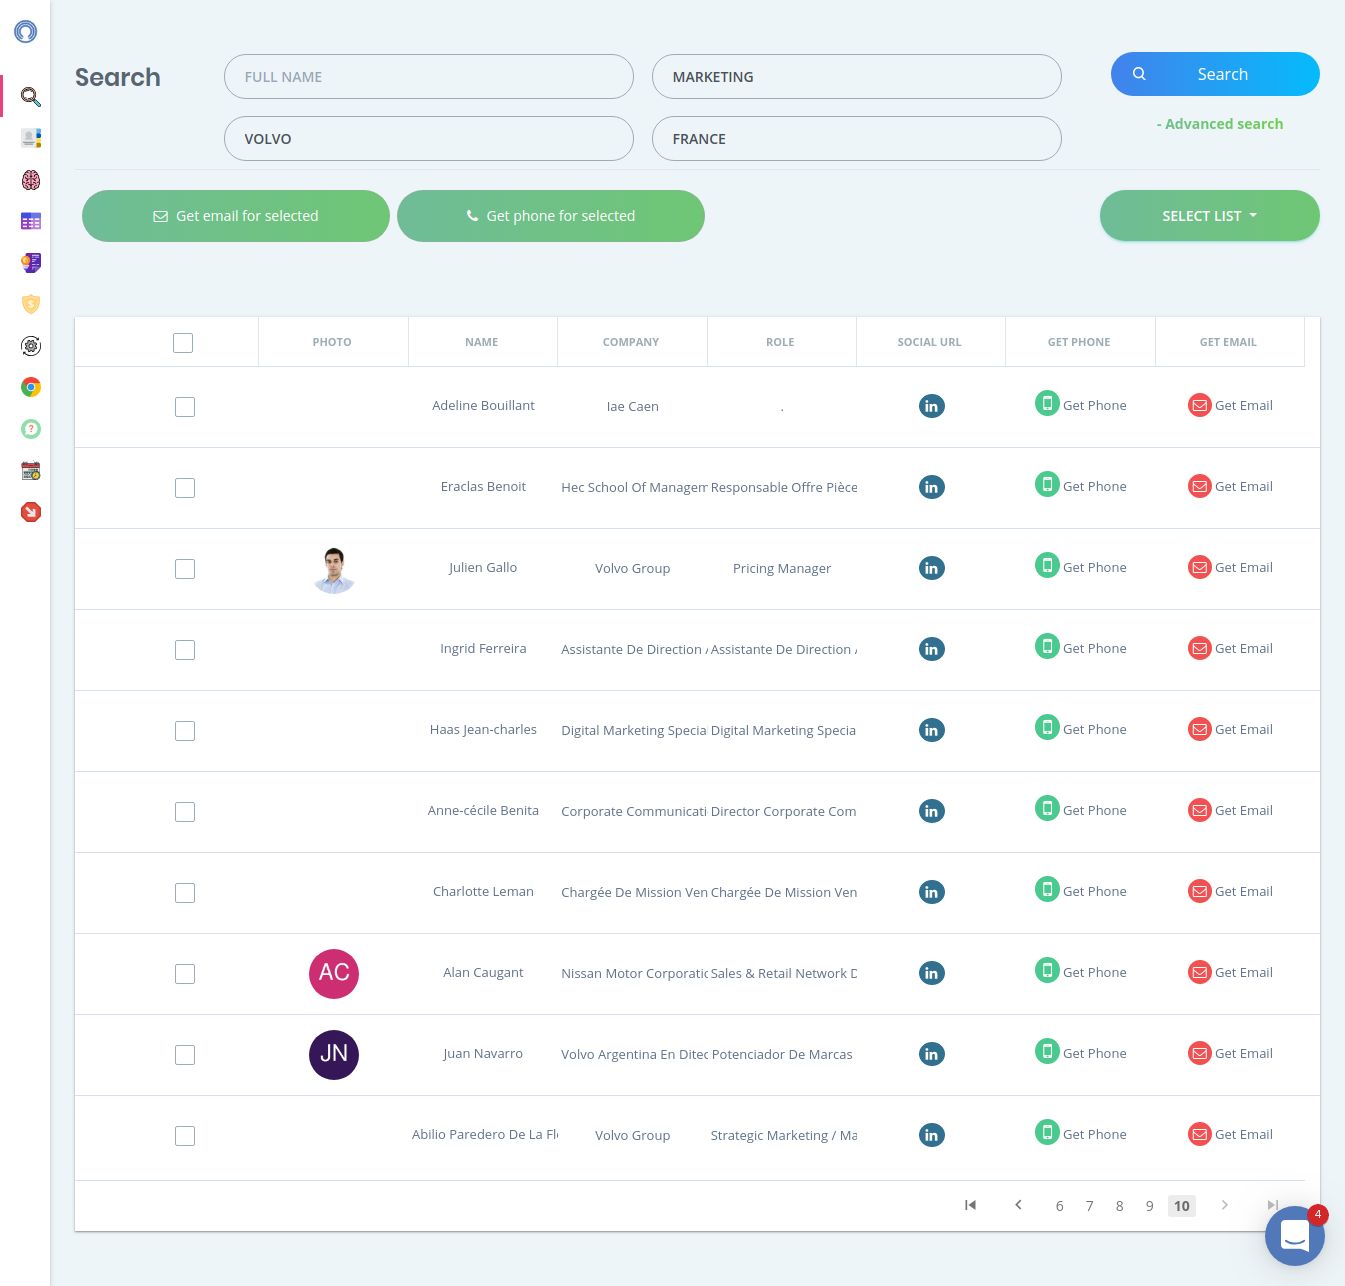 Search
FULL NAME
MARKETING
Search
VOLVO
FRANCE
- Advanced search
Get email for selected
Get phone for selected
SELECT LIST
PHOTO NAME COMPANY ROLE SOCIAL URL GET PHONE GET EMAIL
Adeline Bouillant Iae Caen . in Get Phone Get Email
Eraclas Benoit Hec School Of Managem Responsable Offre Pièce in Get Phone Get Email
Julien Gallo Volvo Group Pricing Manager in Get Phone Get Email
Ingrid Ferreira Assistante De Direction Assistante De Direction in Get Phone Get Email
Haas Jean-charles Digital Marketing Specia Digital Marketing Specia in Get Phone Get Email
Anne-cécile Benita Corporate Communicati Director Corporate Com in Get Phone Get Email
Charlotte Leman Chargée De Mission Ven Chargée De Mission Ven in Get Phone Get Email
AC Alan Caugant Nissan Motor Corporatio Sales & Retail Network D in Get Phone Get Email
JN Juan Navarro Volvo Argentina En Ditec Potenciador De Marcas in Get Phone Get Email
Abilio Paredero De La Fl Volvo Group Strategic Marketing / Ma in Get Phone Get Email
6 7 8 9 10
4